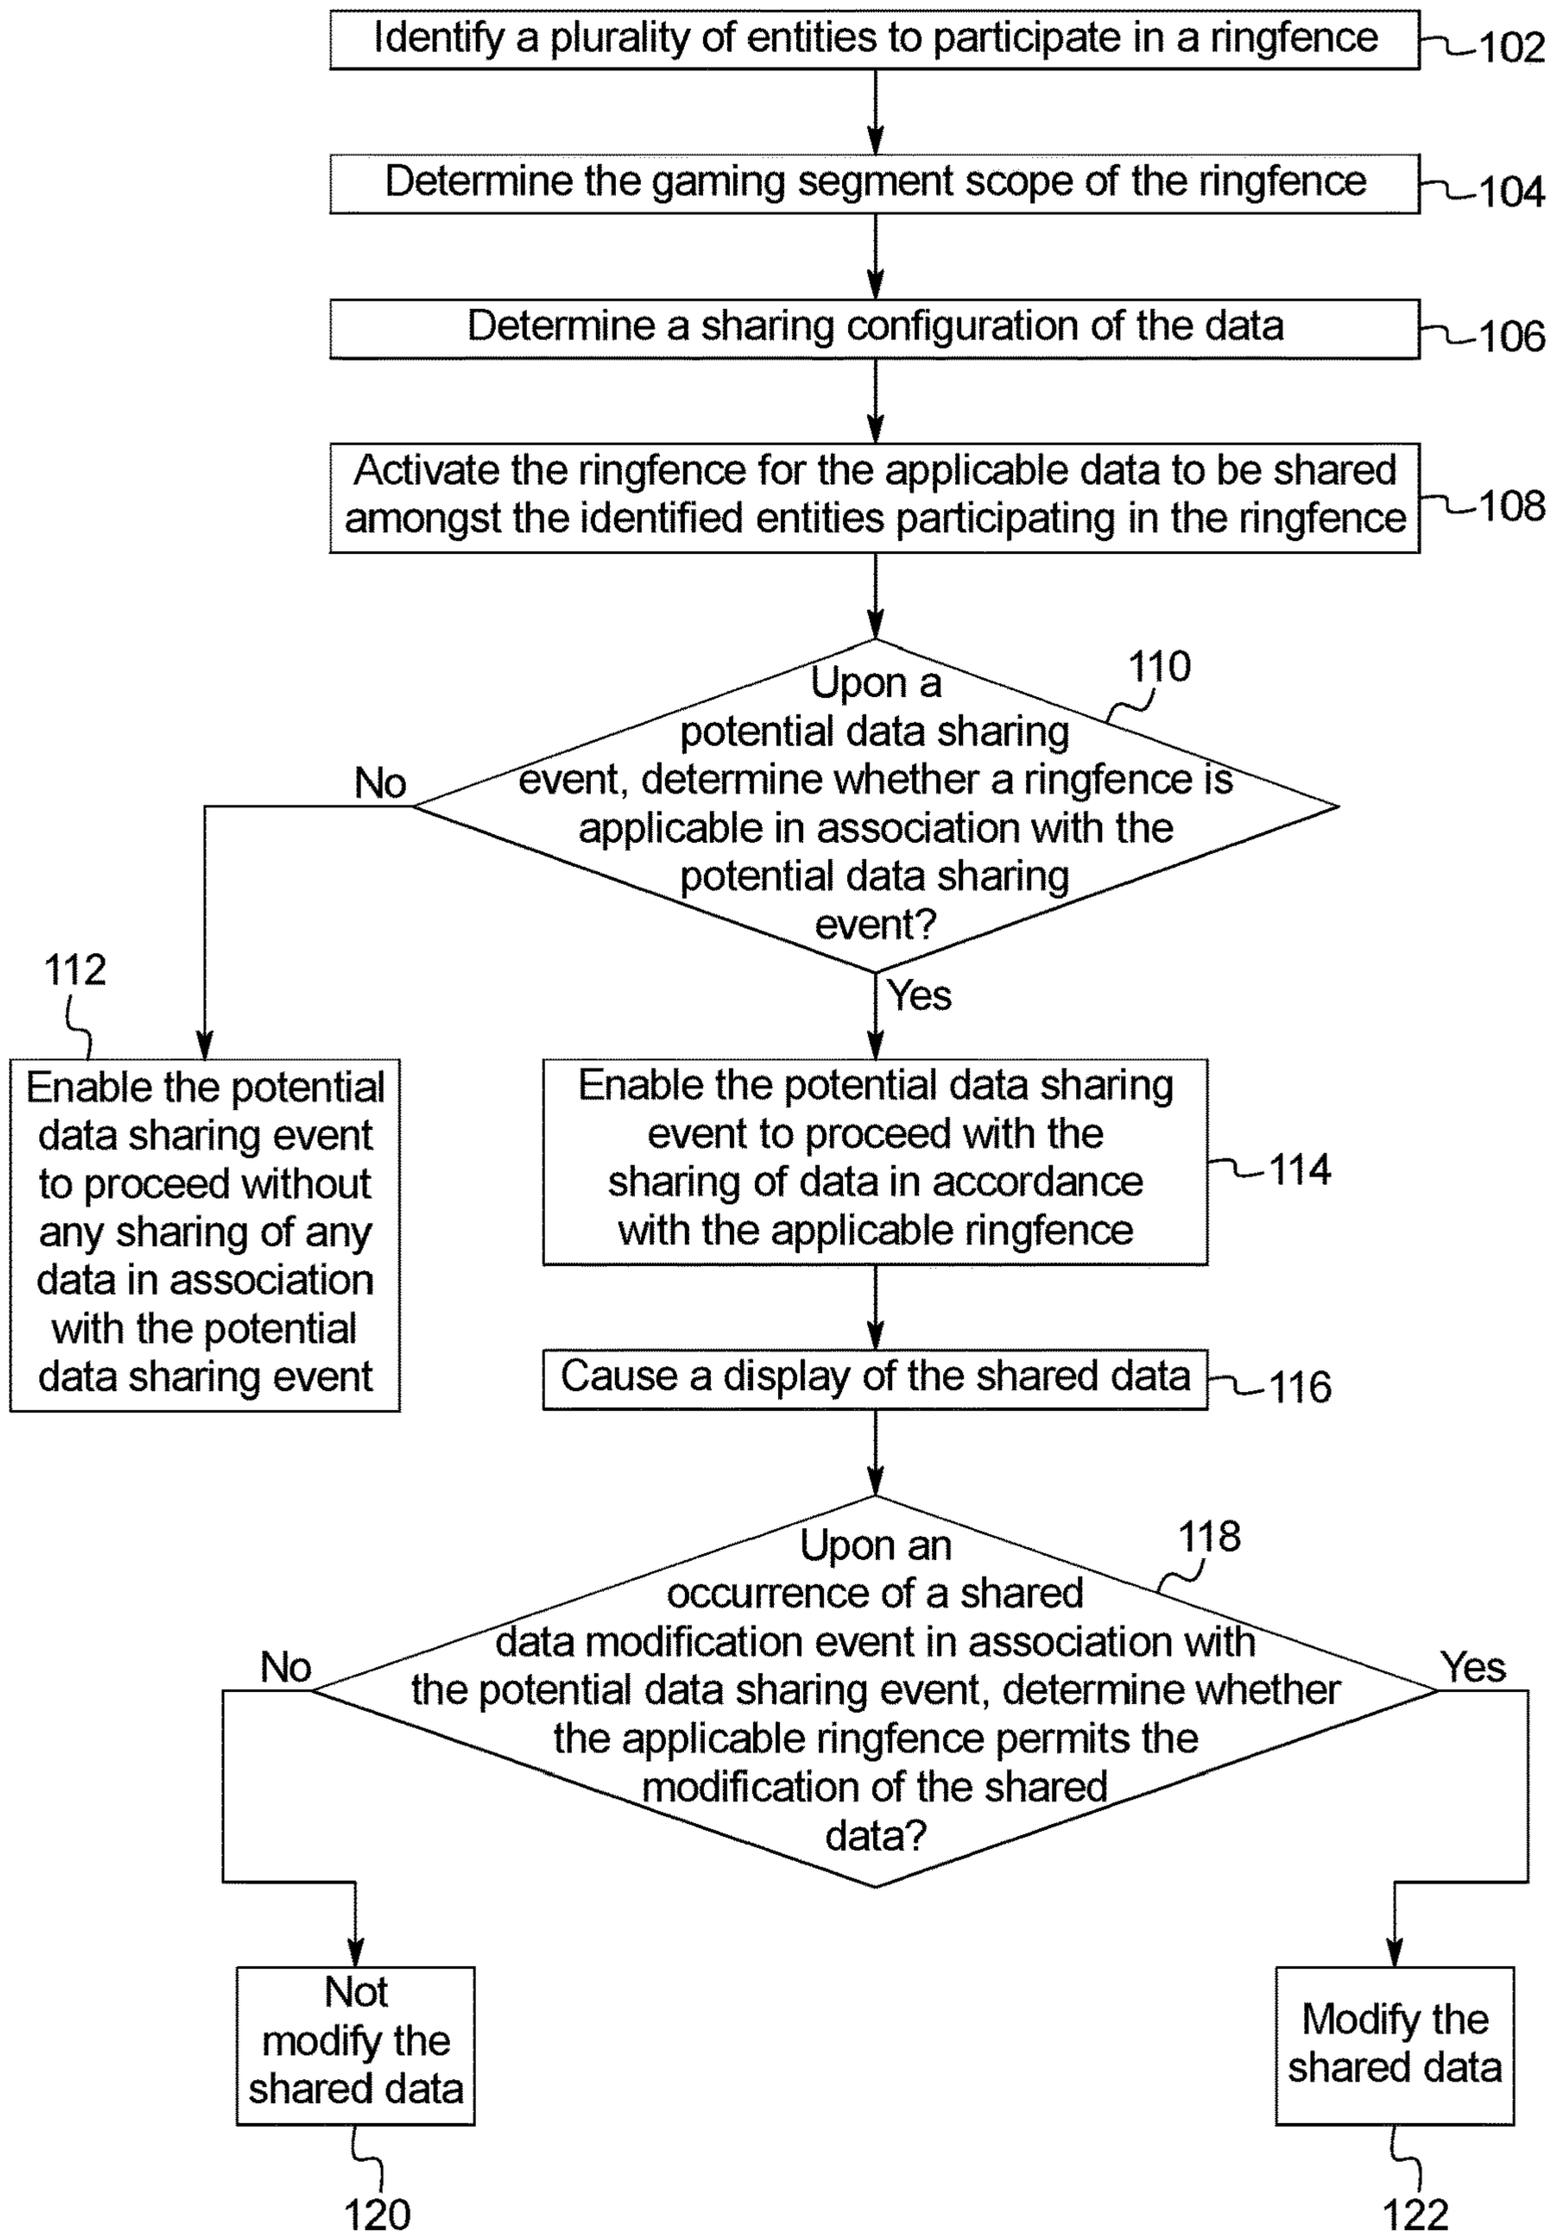 Identify a plurality of entities to participate in a ringfence
102
Determine the gaming segment scope of the ringfence
104
Determine a sharing configuration of the data
106
Activate the ringfence for the applicable data to be shared
amongst the identified entities participating in the ringfence
108
110
Upon a
potential data sharing
event, determine whether a ringfence is
applicable in association with the
potential data sharing
event?
No
Yes
112
Enable the potential
data sharing event
to proceed without
any sharing of any
data in association
with the potential
data sharing event
Enable the potential data sharing
event to proceed with the
sharing of data in accordance
with the applicable ringfence
114
Cause a display of the shared data
116
118
Upon an
occurrence of a shared
data modification event in association with
the potential data sharing event, determine whether
the applicable ringfence permits the
modification of the shared
data?
No
Yes
Not
modify the
shared data
120
Modify the
shared data
122